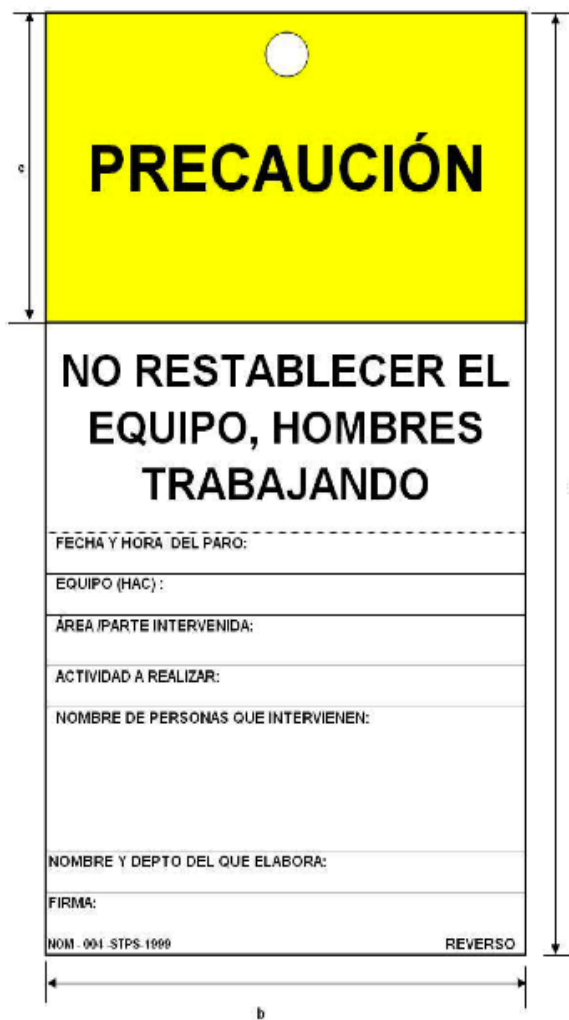 PRECAUCIÓN
c
NO RESTABLECER EL
EQUIPO, HOMBRES
TRABAJANDO
FECHA Y HORA DEL PARO:
EQUIPO (HAC) :
ÁREA /PARTE INTERVENIDA:
ACTIVIDAD A REALIZAR:
NOMBRE DE PERSONAS QUE INTERVIENEN:
NOMBRE Y DEPTO DEL QUE ELABORA:
FIRMA:
NOM - 004 -STPS-1999 REVERSO
b